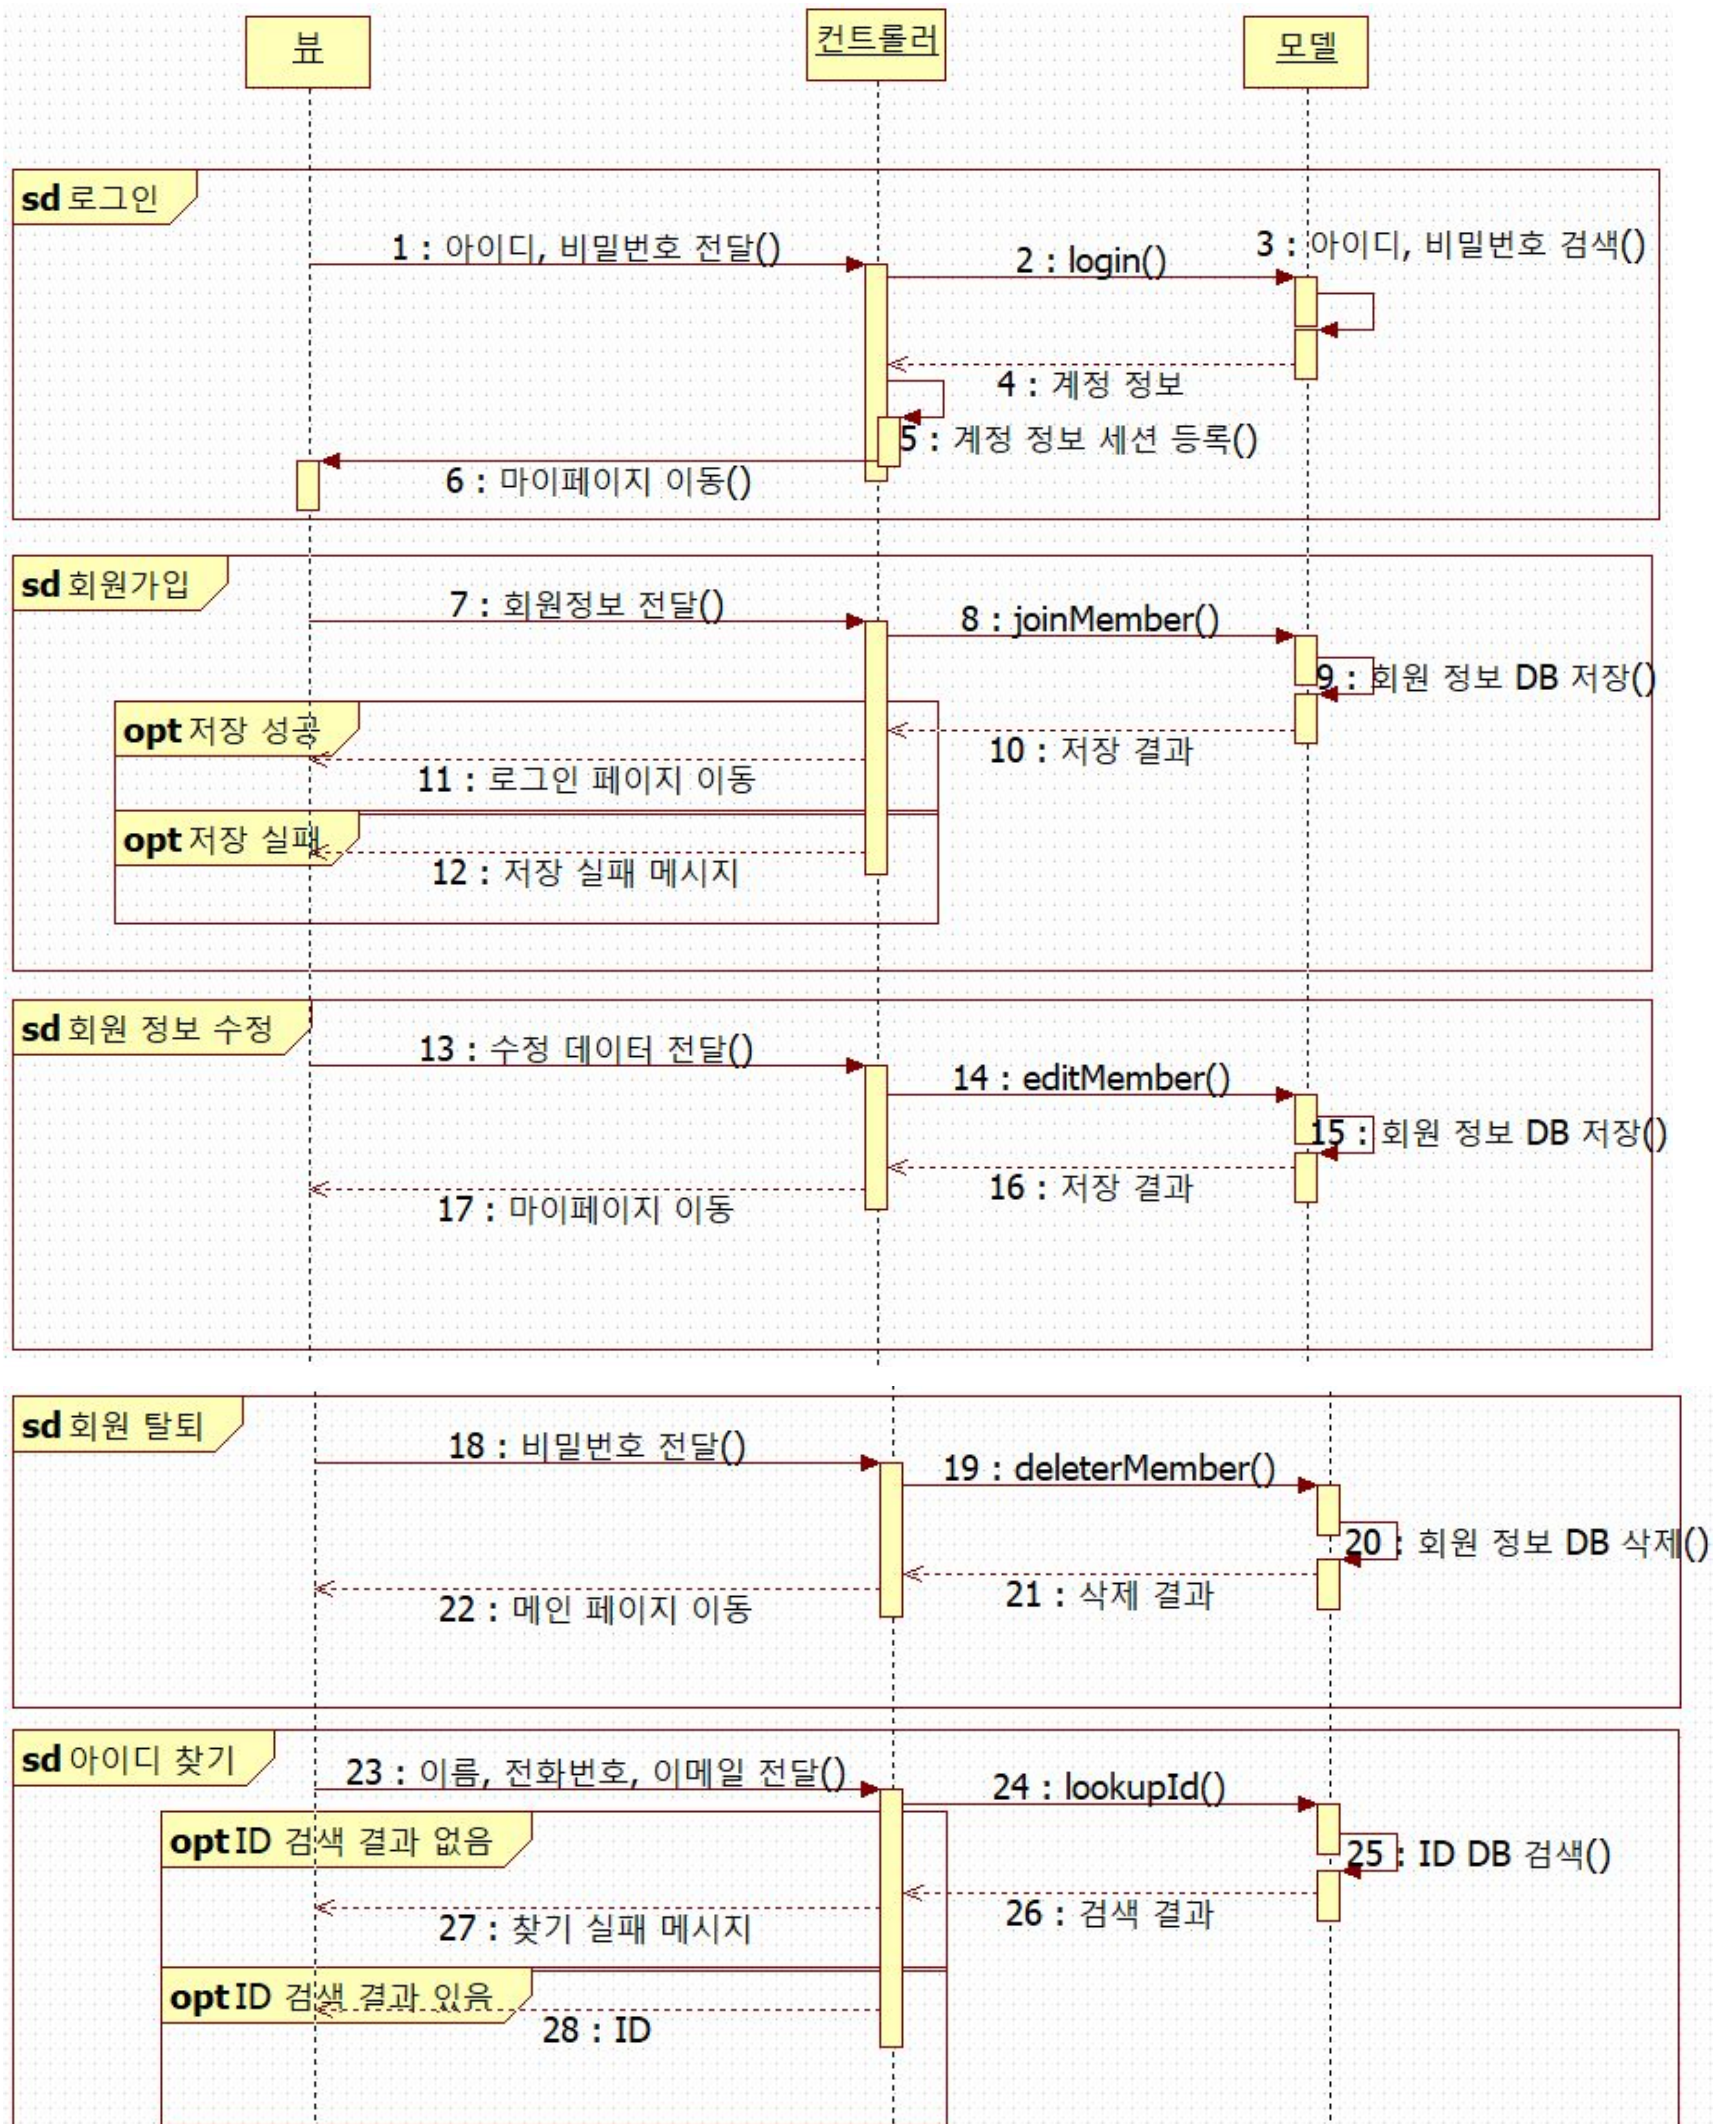 뷰
컨트롤러
모델
sd 로그인
1 : 아이디, 비밀번호 전달()
2 : login()
3 : 아이디, 비밀번호 검색()
4 : 계정 정보
5 : 계정 정보 세션 등록()
6 : 마이페이지 이동()
sd 회원가입
7 : 회원정보 전달()
8 : joinMember()
9 : 회원 정보 DB 저장()
opt 저장 성공
10 : 저장 결과
11 : 로그인 페이지 이동
opt 저장 실패
12 : 저장 실패 메시지
sd 회원 정보 수정
13 : 수정 데이터 전달()
14 : editMember()
15 : 회원 정보 DB 저장()
16 : 저장 결과
17 : 마이페이지 이동
sd 회원 탈퇴
18 : 비밀번호 전달()
19 : deleterMember()
20 : 회원 정보 DB 삭제()
21 : 삭제 결과
22 : 메인 페이지 이동
sd 아이디 찾기
23 : 이름, 전화번호, 이메일 전달()
24 : lookupId()
opt ID 검색 결과 없음
25 : ID DB 검색()
26 : 검색 결과
27 : 찾기 실패 메시지
opt ID 검색 결과 있음
28 : ID